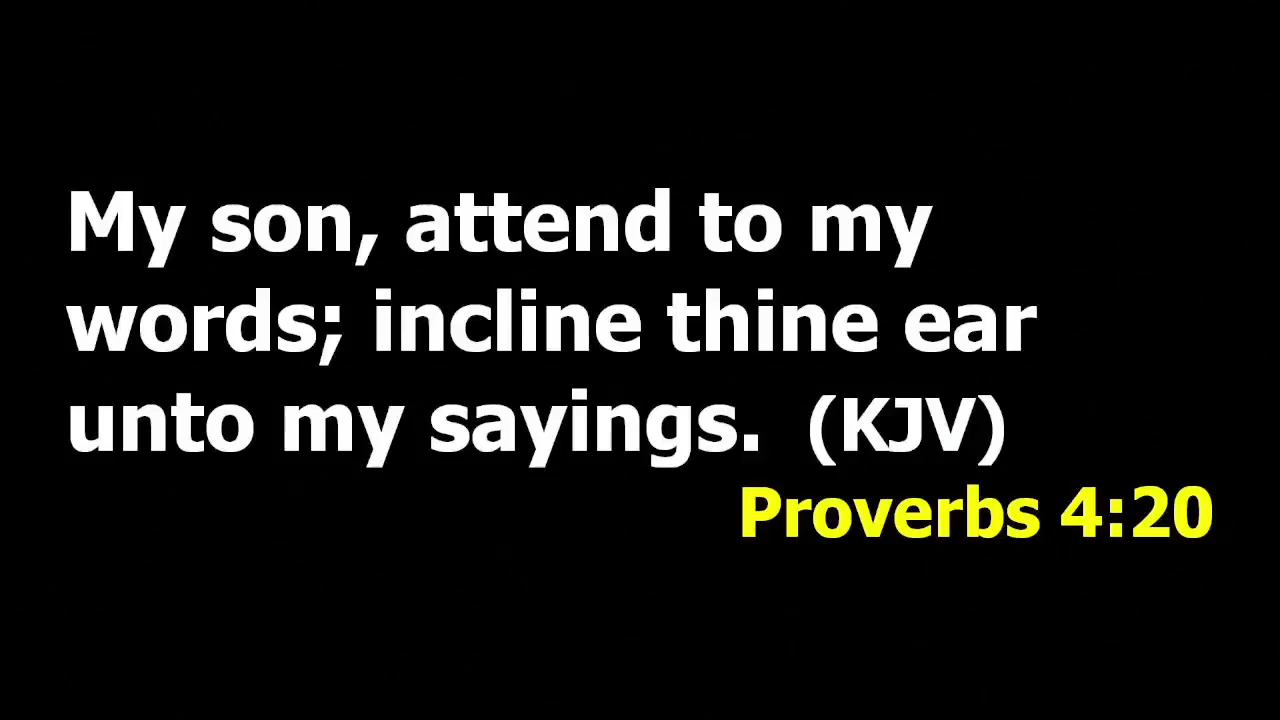 My son, attend to my
words; incline thine ear
unto my sayings.  (KJV)
Proverbs 4:20